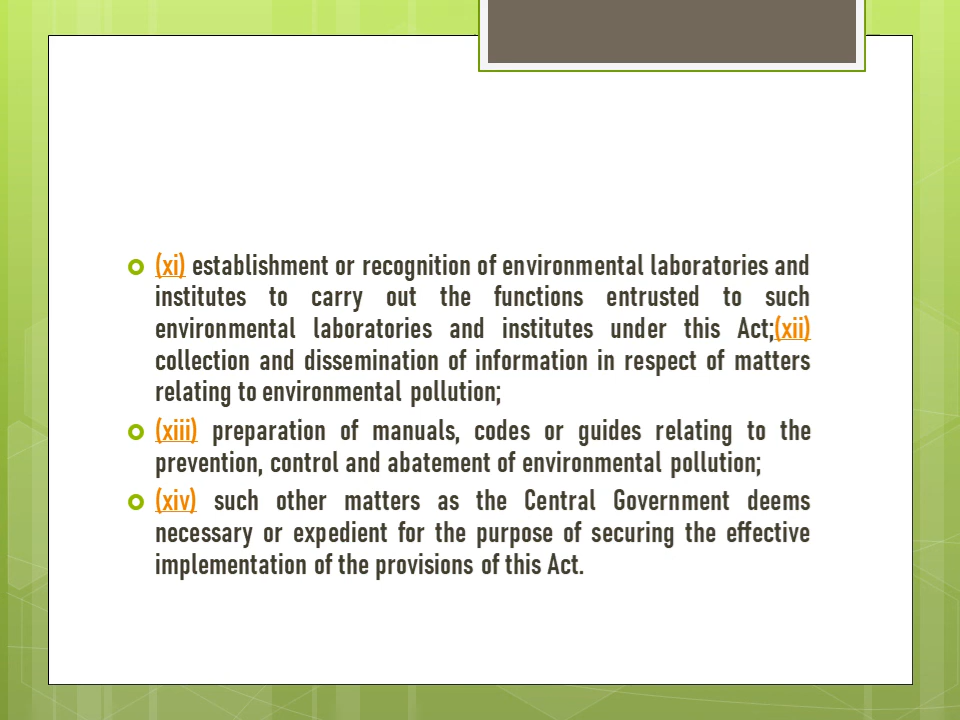 (xi) establishment or recognition of environmental laboratories and
institutes to carry out the functions entrusted to such
environmental laboratories and institutes under this Act;(xii)
collection and dissemination of information in respect of matters
relating to environmental pollution;
(xiii) preparation of manuals, codes or guides relating to the
prevention, control and abatement of environmental pollution;
(xiv) such other matters as the Central Government deems
necessary or expedient for the purpose of securing the effective
implementation of the provisions of this Act.